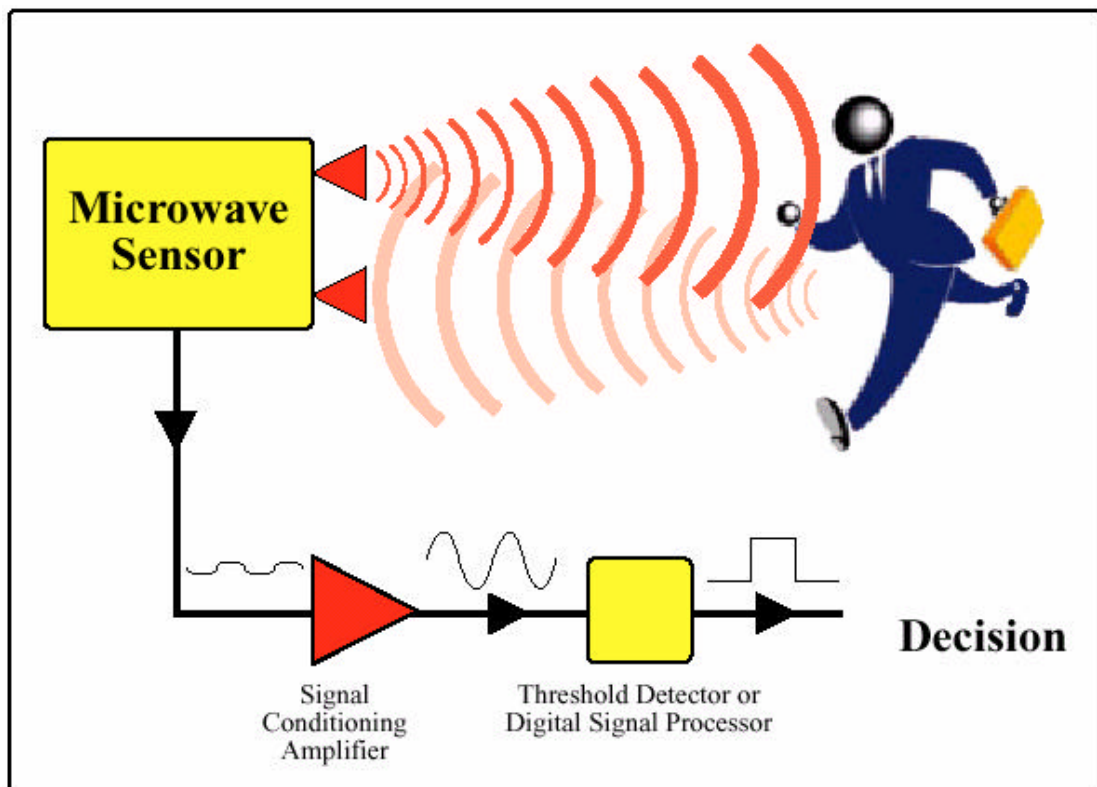 Microwave
Sensor
Decision
Signal
Conditioning
Amplifier
Threshold Detector or
Digital Signal Processor